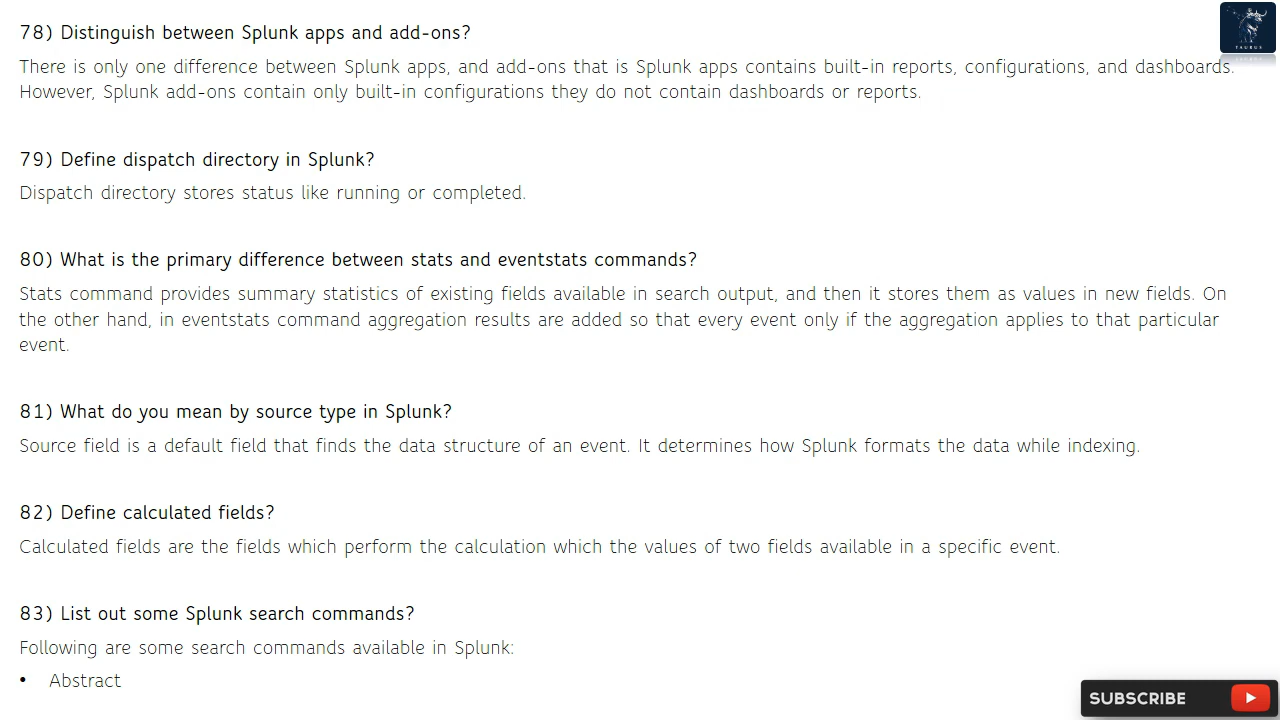 78) Distinguish between Splunk apps and add-ons?
There is only one difference between Splunk apps, and add-ons that is Splunk apps contains built-in reports, configurations, and dashboards.
However, Splunk add-ons contain only built-in configurations they do not contain dashboards or reports.
79) Define dispatch directory in Splunk?
Dispatch directory stores status like running or completed.
80) What is the primary difference between stats and eventstats commands?
Stats command provides summary statistics of existing fields available in search output, and then it stores them as values in new fields. On
the other hand, in eventstats command aggregation results are added so that every event only if the aggregation applies to that particular
event.
81) What do you mean by source type in Splunk?
Source field is a default field that finds the data structure of an event. It determines how Splunk formats the data while indexing.
82) Define calculated fields?
Calculated fields are the fields which perform the calculation which the values of two fields available in a specific event.
83) List out some Splunk search commands?
Following are some search commands available in Splunk:
• Abstract
TAURUS
SUBSCRIBE